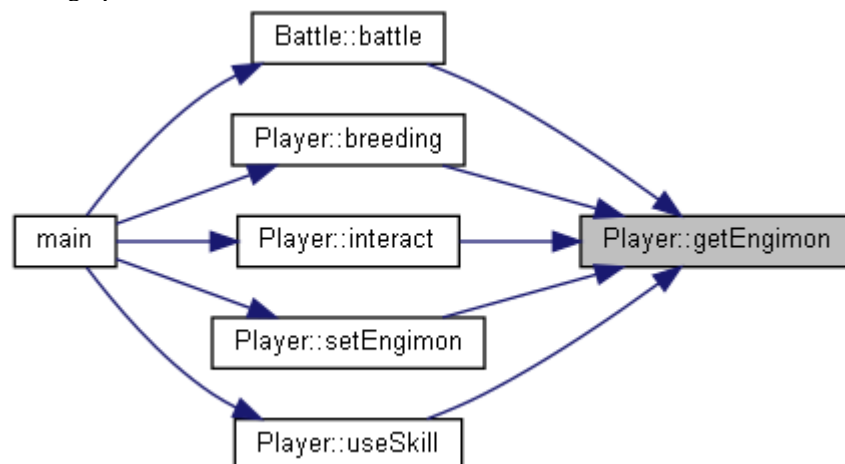 Battle::battle
Player::breeding
main
Player::interact
Player::getEngimon
Player::setEngimon
Player::useSkill